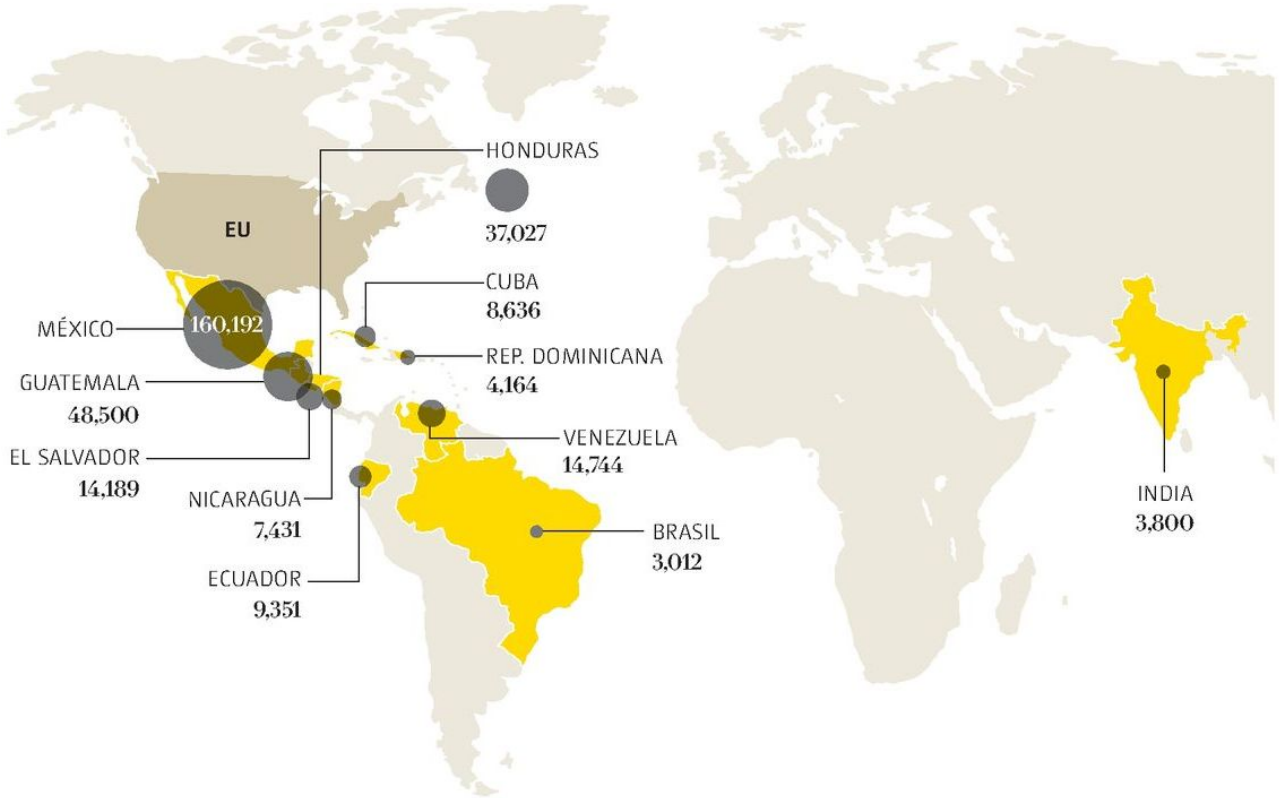 HONDURAS
37,027
EU
CUBA
8,636
MÉXICO
160,192
REP. DOMINICANA
4,164
GUATEMALA
48,500
VENEZUELA
14,744
EL SALVADOR
14,189
NICARAGUA
7,431
INDIA
3,800
BRASIL
3,012
ECUADOR
9,351